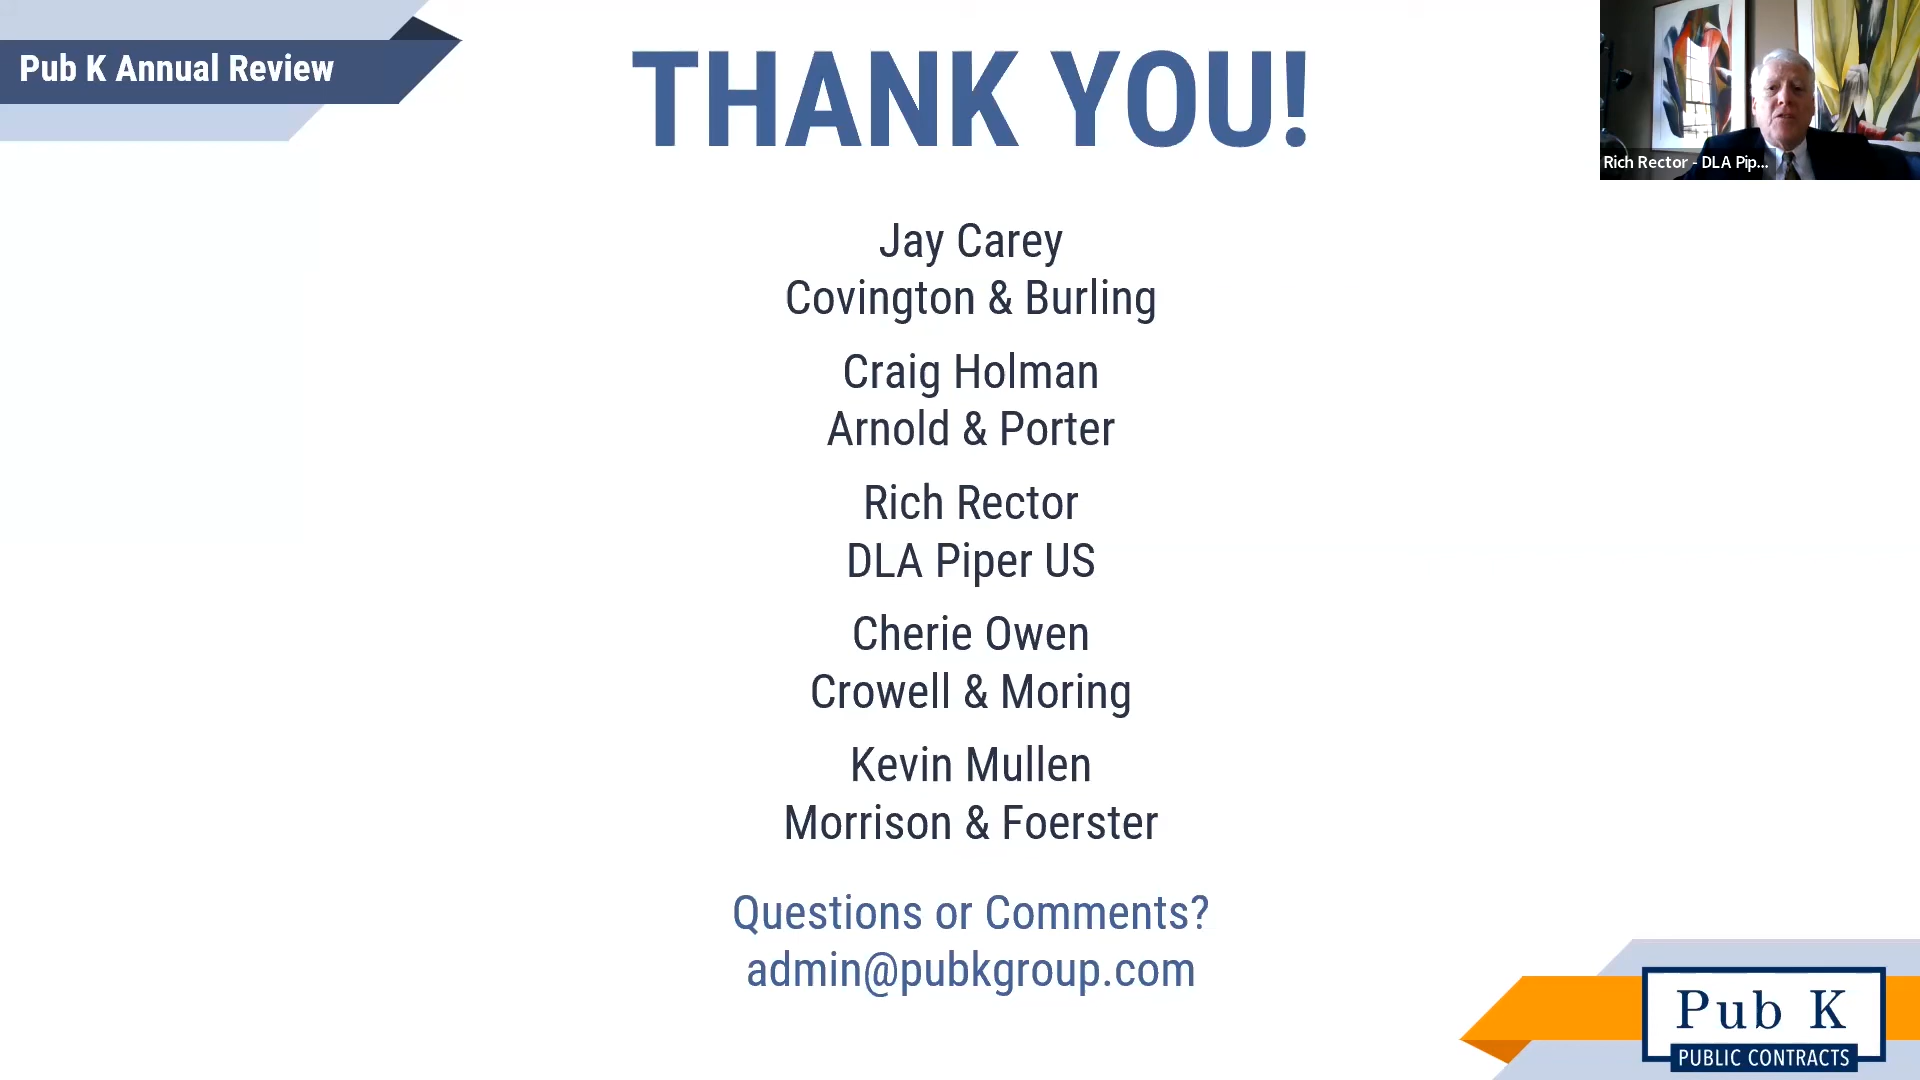 Pub K Annual Review
THANK YOU!
Rich Rector - DLA Pip...
Jay Carey
Covington & Burling
Craig Holman
Arnold & Porter
Rich Rector
DLA Piper US
Cherie Owen
Crowell & Moring
Kevin Mullen
Morrison & Foerster
Questions or Comments?
admin@pubkgroup.com
Pub K
PUBLIC CONTRACTS